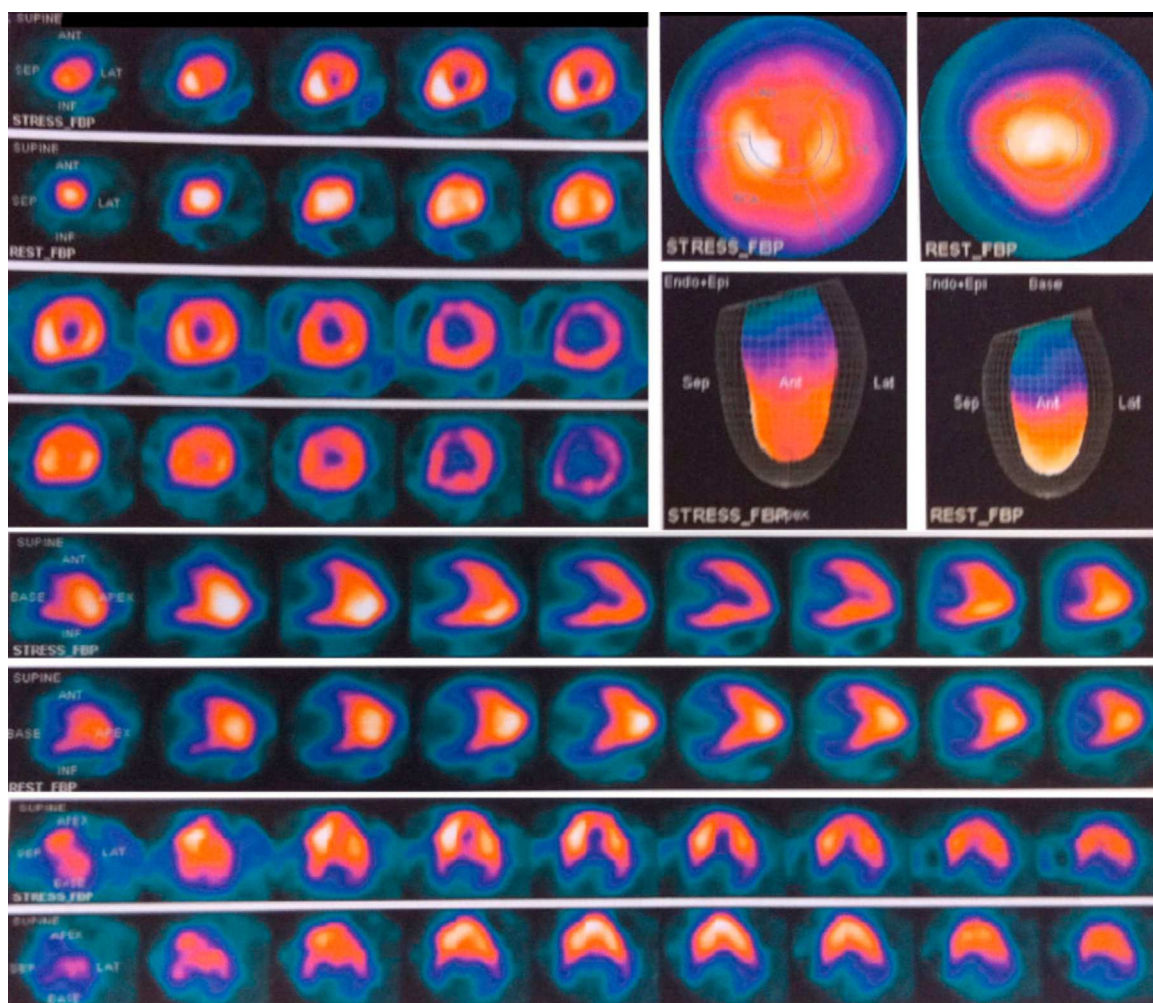 SUPINE
ANT
SEP LAT
INF
STRESS_FBP
SUPINE
ANT
SEP LAT
INF
REST_FBP
STRESS_FBP
REST_FBP
Endo+Epi
Sep Ant Lat
STRESS_FBP
Endo+Epi Base
Sep Ant Lat
REST_FBP
SUPINE
ANT
BASE APEX
INF
STRESS_FBP
SUPINE
ANT
BASE APEX
INF
REST_FBP
SUPINE
APEX
SEP LAT
BASE
STRESS_FBP
SUPINE
APEX
SEP LAT
BASE